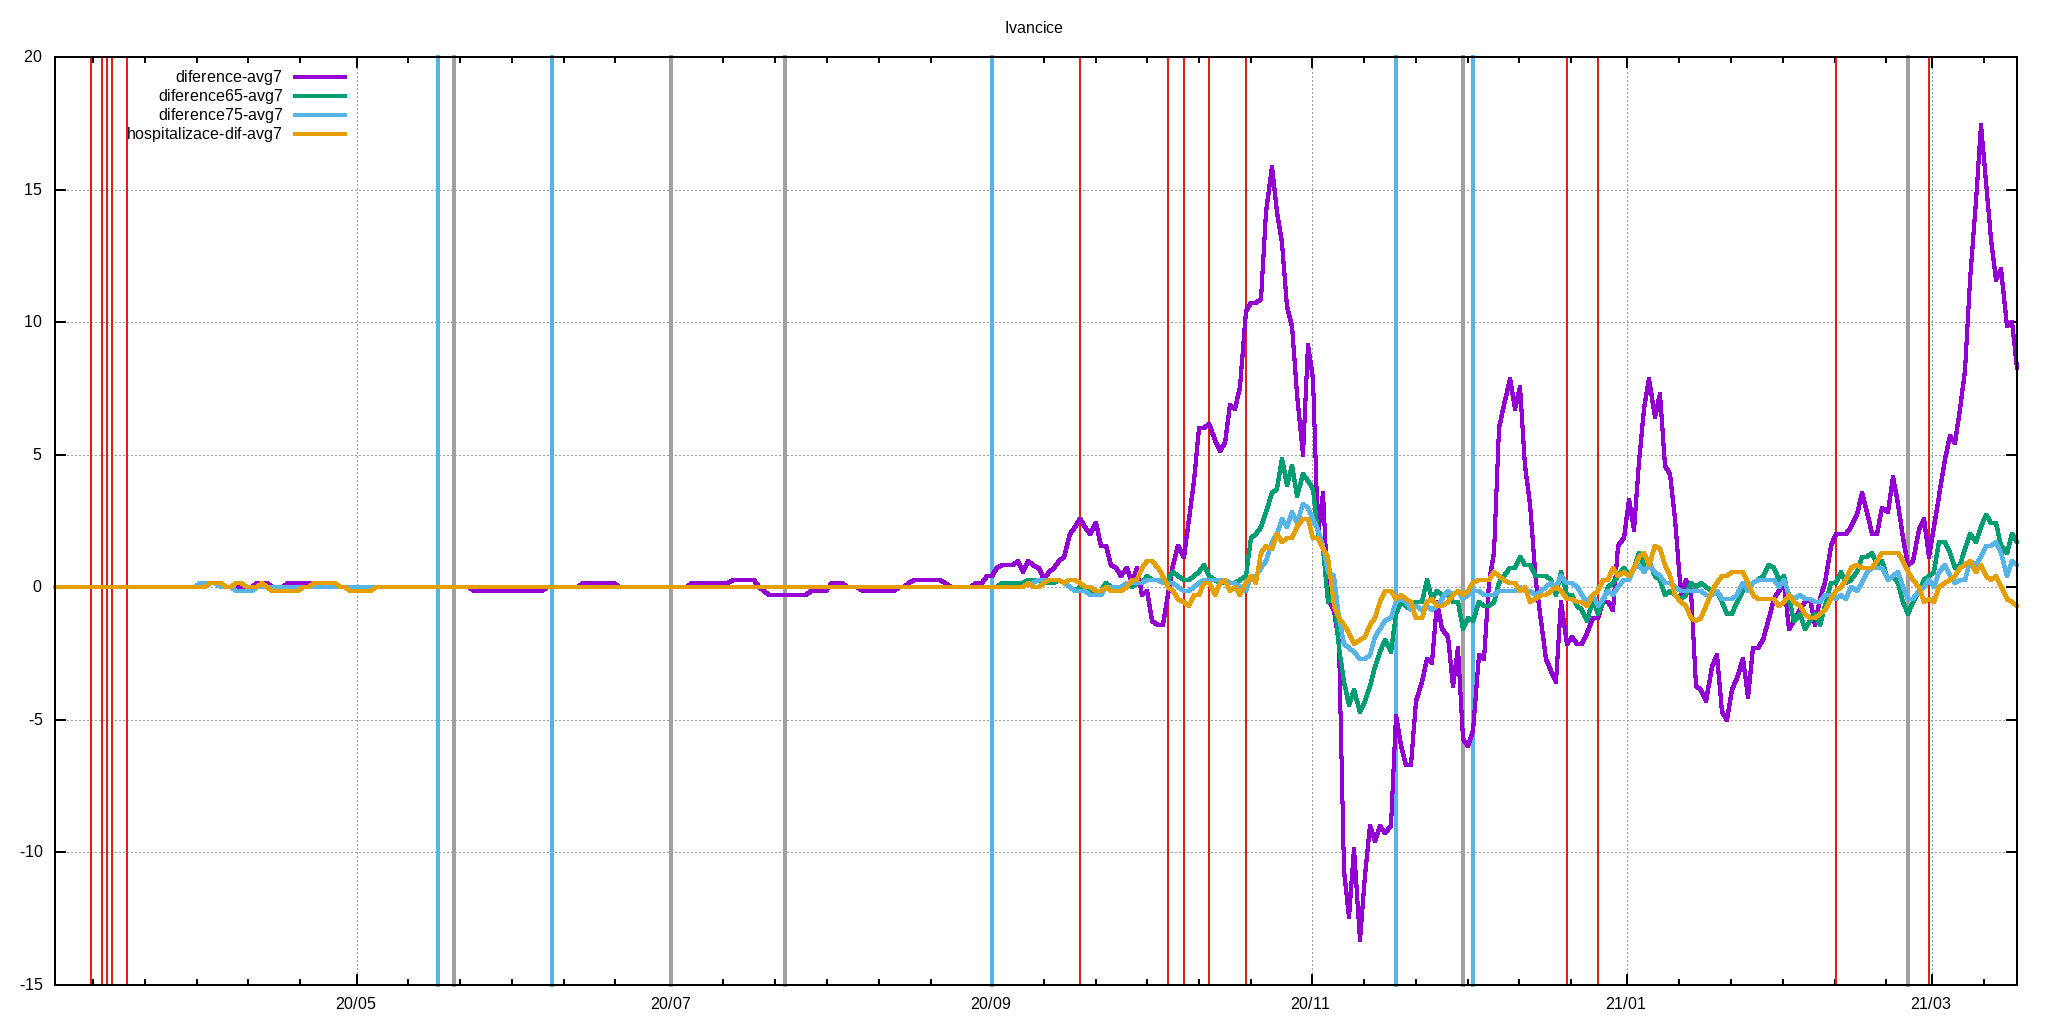 Ivancice
20
15
10
5
0
-5
-10
-15
diference-avg7
diference65-avg7
diference75-avg7
hospitalizace-dif-avg7
20/05
20/07
20/09
20/11
21/01
21/03